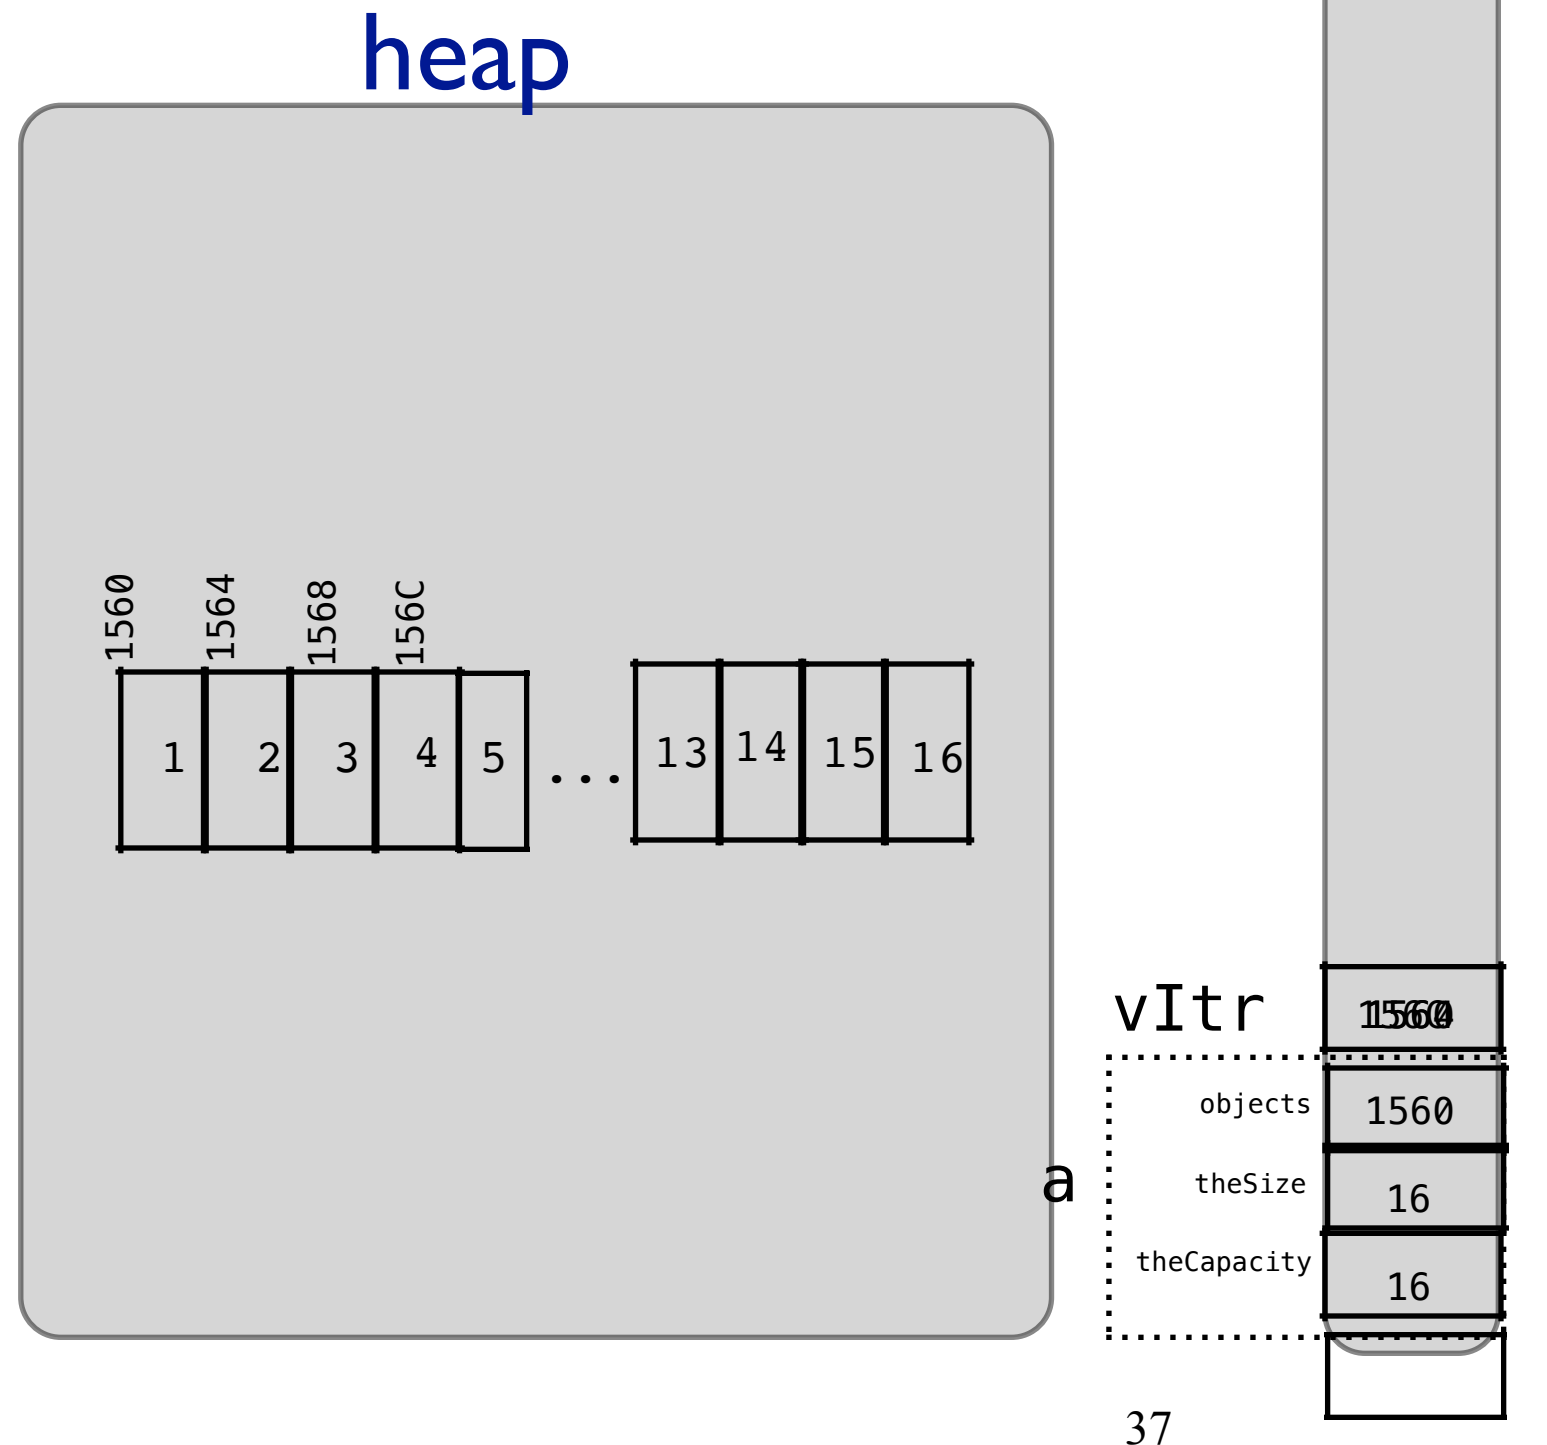 heap
1560 1564 1568 156C
1 2 3 4 5 ... 13 14 15 16
vItr
objects 1560
a
theSize 16
theCapacity 16
37